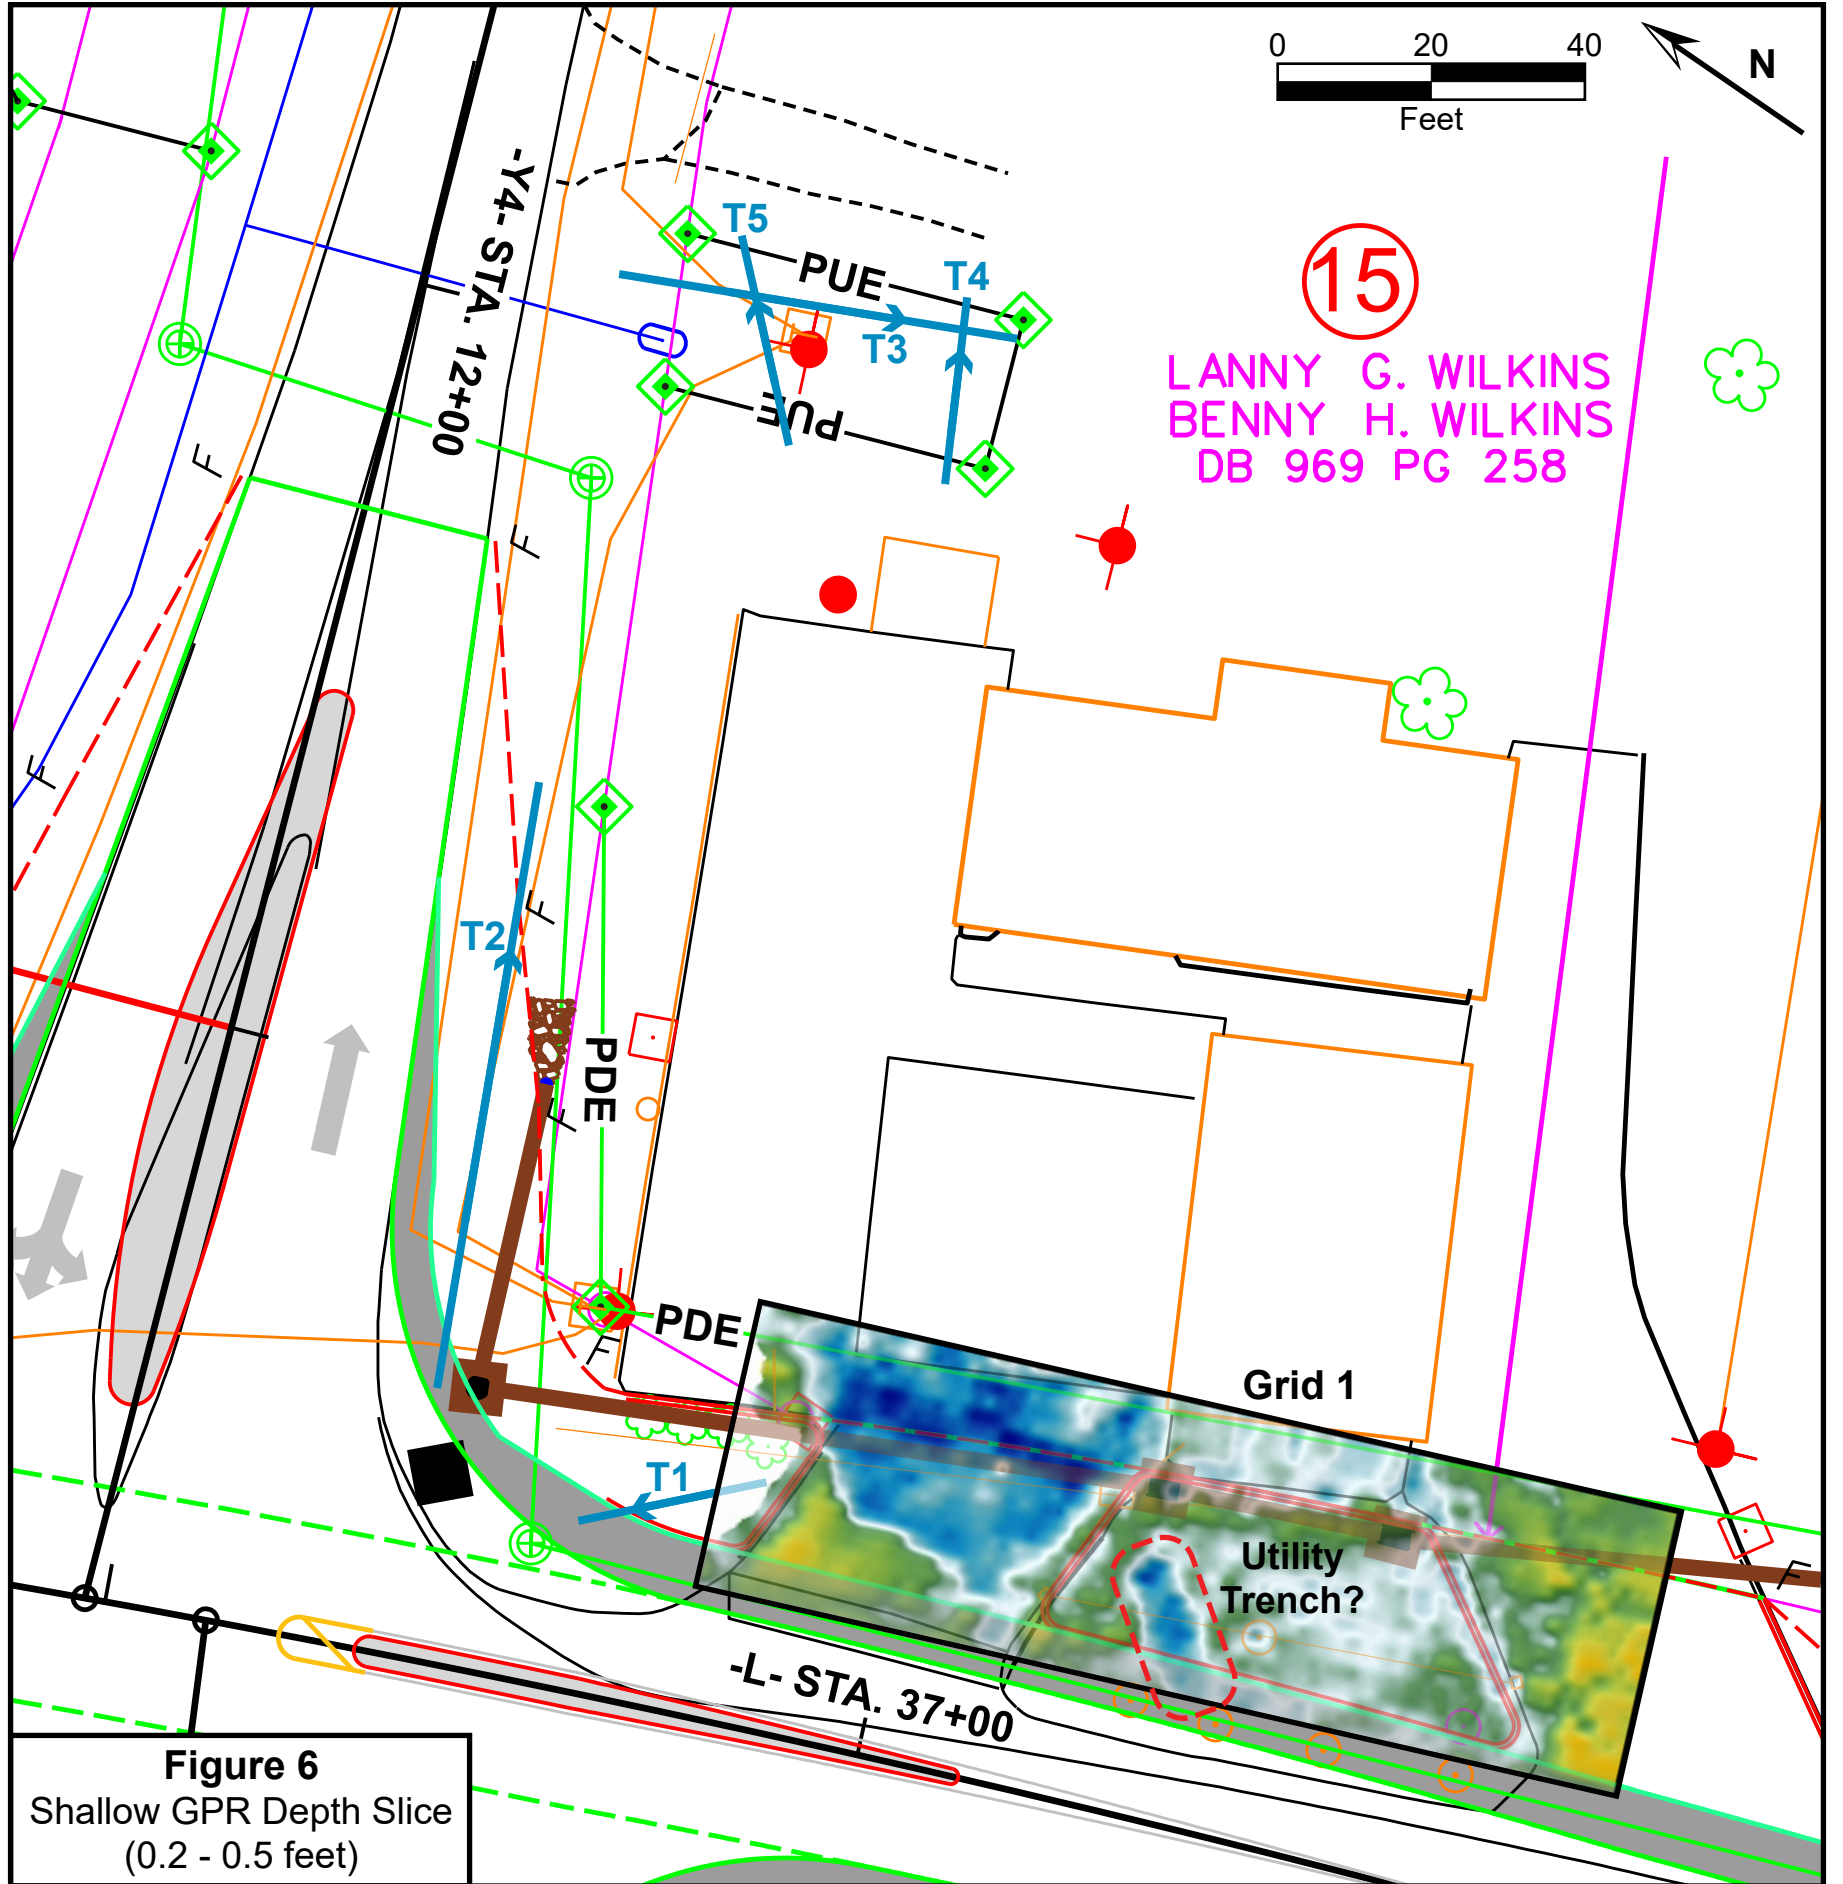 0 20 40
Feet
N
-Y4- STA. 12+00
T5
PUE
T4
T3
PUE
15
LANNY G. WILKINS
BENNY H. WILKINS
DB 969 PG 258
F
F
F
F
T2
PDE
F
PDE
F
Grid 1
T1
Utility
Trench?
F
-L- STA. 37+00
Figure 6
Shallow GPR Depth Slice
(0.2 - 0.5 feet)